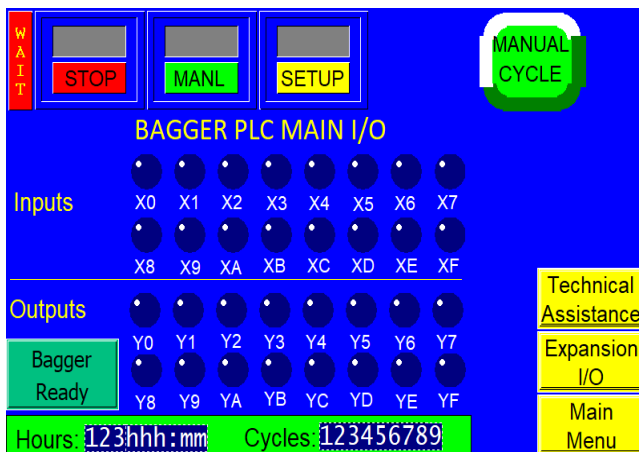 WAIT
STOP MANL SETUP
MANUAL
CYCLE
BAGGER PLC MAIN I/O
Inputs
X0 X1 X2 X3 X4 X5 X6 X7
X8 X9 XA XB XC XD XE XF
Outputs
Y0 Y1 Y2 Y3 Y4 Y5 Y6 Y7
Y8 Y9 YA YB YC YD YE YF
Bagger
Ready
Technical
Assistance
Expansion
I/O
Main
Menu
Hours: 123hhh:mm Cycles: 123456789